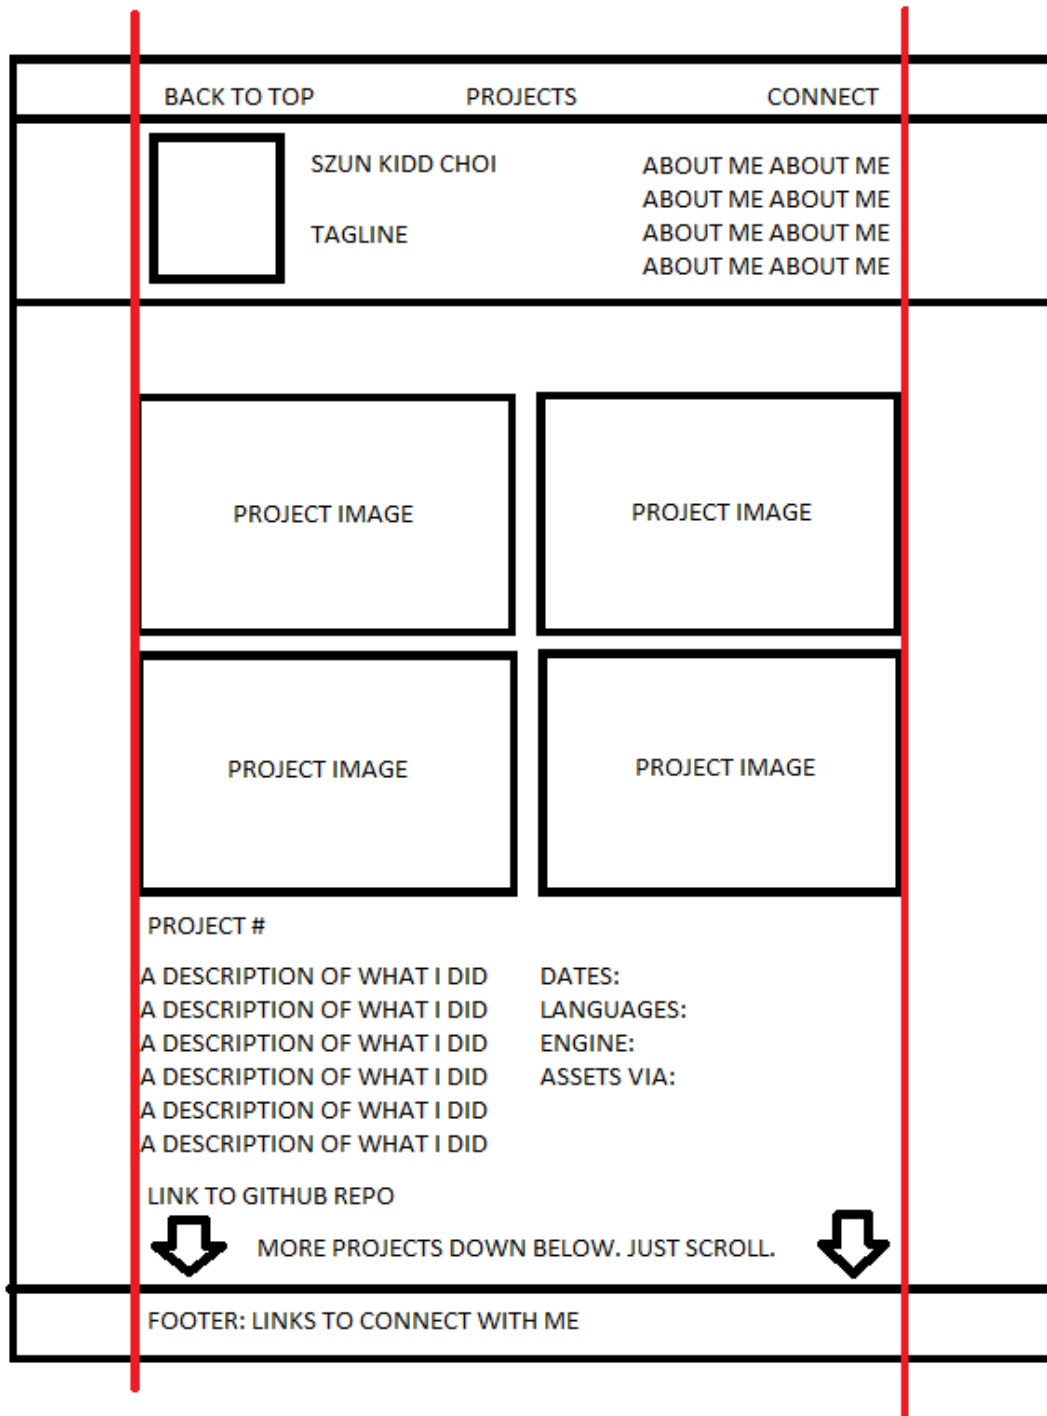 BACK TO TOP PROJECTS CONNECT
SZUN KIDD CHOI
TAGLINE
ABOUT ME ABOUT ME
ABOUT ME ABOUT ME
ABOUT ME ABOUT ME
ABOUT ME ABOUT ME
PROJECT IMAGE
PROJECT IMAGE
PROJECT IMAGE
PROJECT IMAGE
PROJECT #
A DESCRIPTION OF WHAT I DID
A DESCRIPTION OF WHAT I DID
A DESCRIPTION OF WHAT I DID
A DESCRIPTION OF WHAT I DID
A DESCRIPTION OF WHAT I DID
A DESCRIPTION OF WHAT I DID
DATES:
LANGUAGES:
ENGINE:
ASSETS VIA:
LINK TO GITHUB REPO
MORE PROJECTS DOWN BELOW. JUST SCROLL.
FOOTER: LINKS TO CONNECT WITH ME